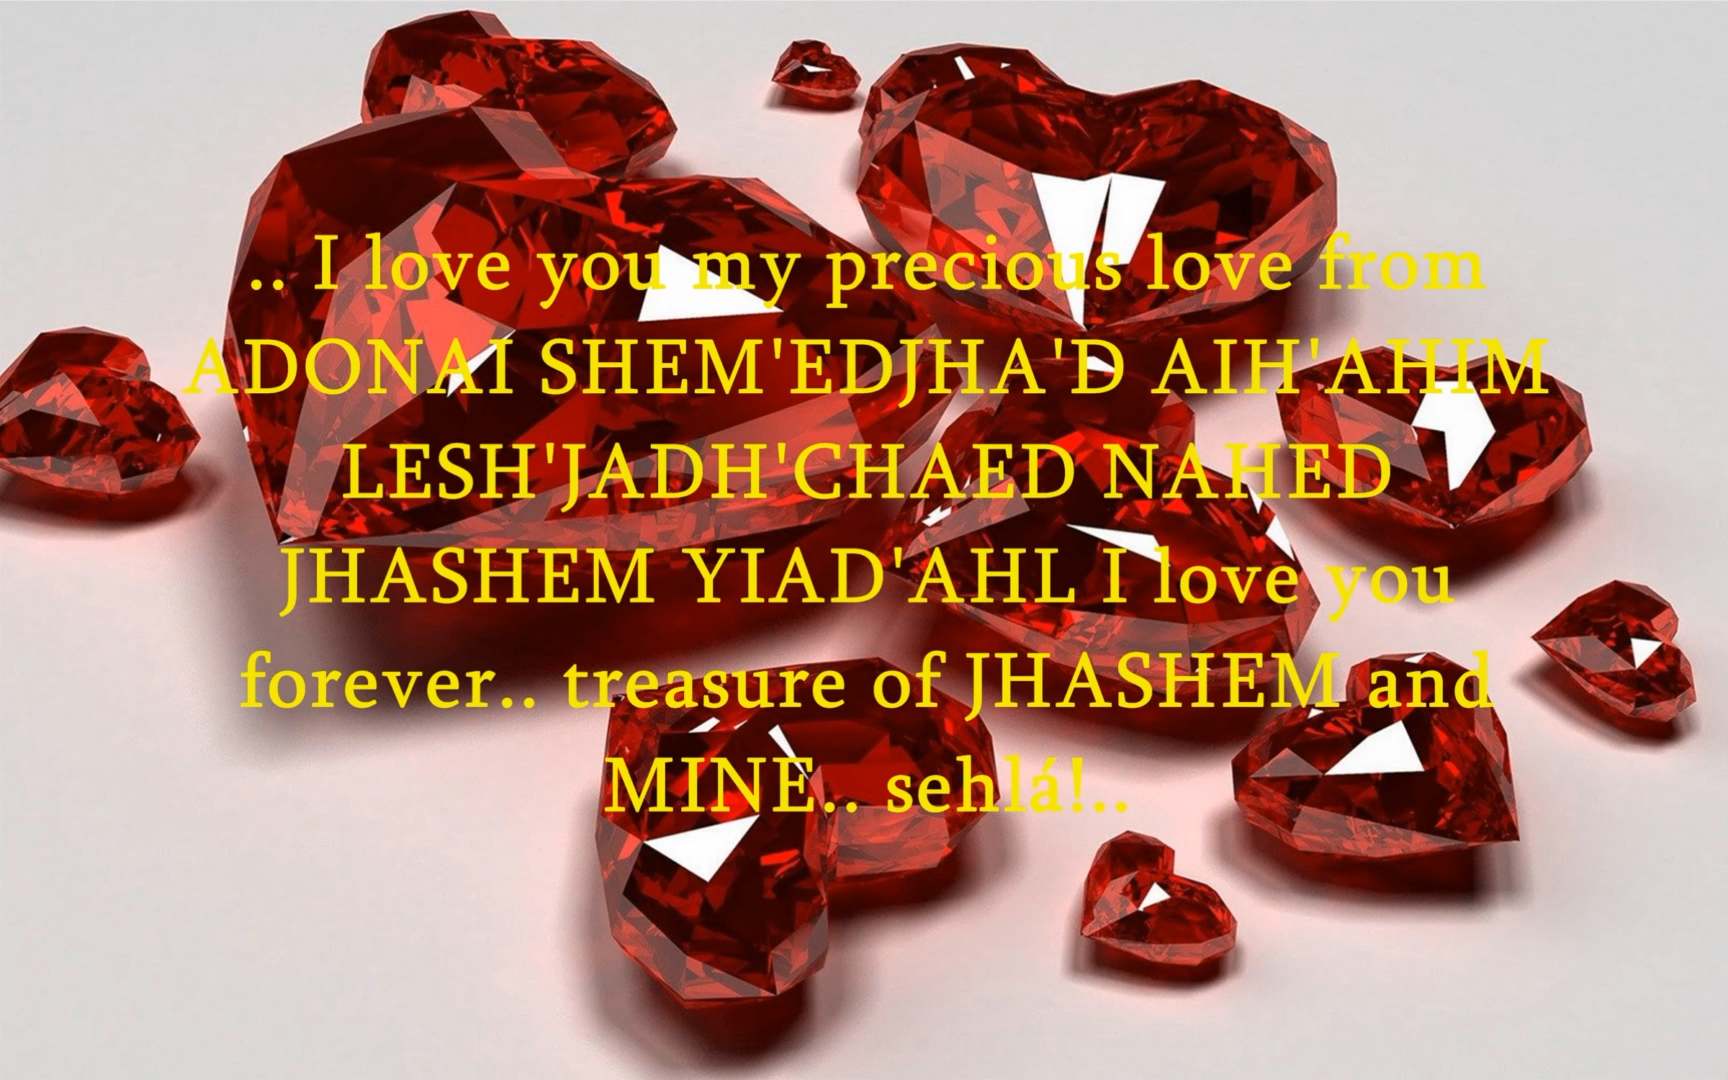 .. I love you my precious love from
ADONAI SHEM'EDJHA'D AIH'AHIM
LESH'JADH'CHAED NAHED
JHASHEM YIAD'AHL I love you
forever.. treasure of JHASHEM and
MINE.. sehlá!..